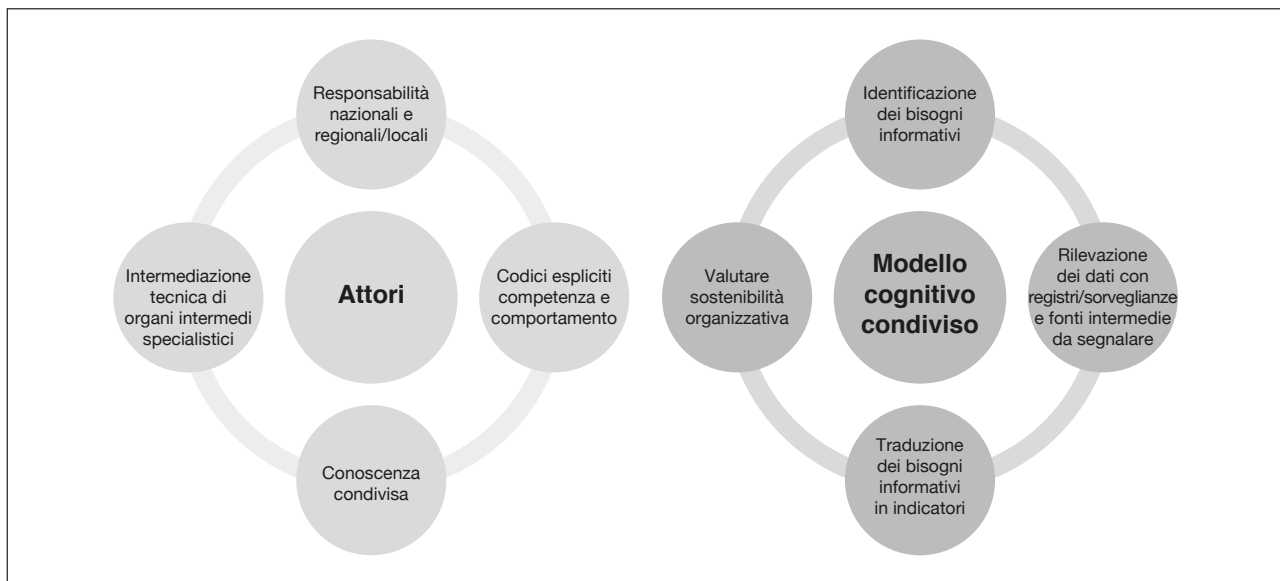 Responsabilità
nazionali e
regionali/locali
Intermediazione
tecnica di
organi intermedi
specialistici
Attori
Codici espliciti
competenza e
comportamento
Conoscenza
condivisa
Identificazione
dei bisogni
informativi
Valutare
sostenibilità
organizzativa
Modello
cognitivo
condiviso
Rilevazione
dei dati con
registri/sorveglianze
e fonti intermedie
da segnalare
Traduzione
dei bisogni
informativi
in indicatori